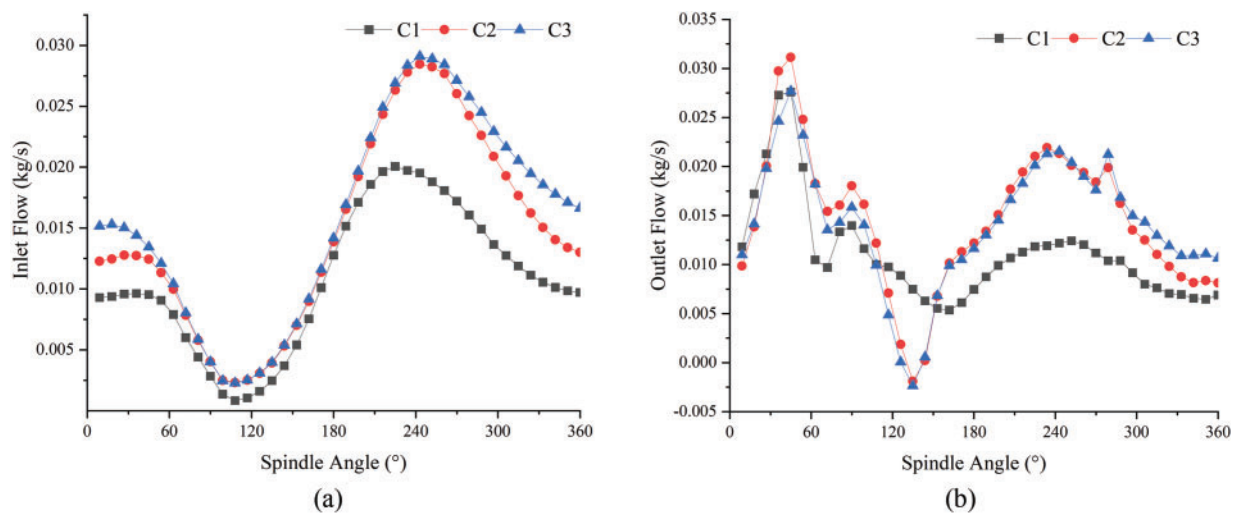 C1 C2 C3
0.030
0.025
0.020
0.015
0.010
0.005
Inlet Flow (kg/s)
0 60 120 180 240 300 360
Spindle Angle (°)
(a)
C1 C2 C3
0.035
0.030
0.025
0.020
0.015
0.010
0.005
0.000
-0.005
Outlet Flow (kg/s)
0 60 120 180 240 300 360
Spindle Angle (°)
(b)